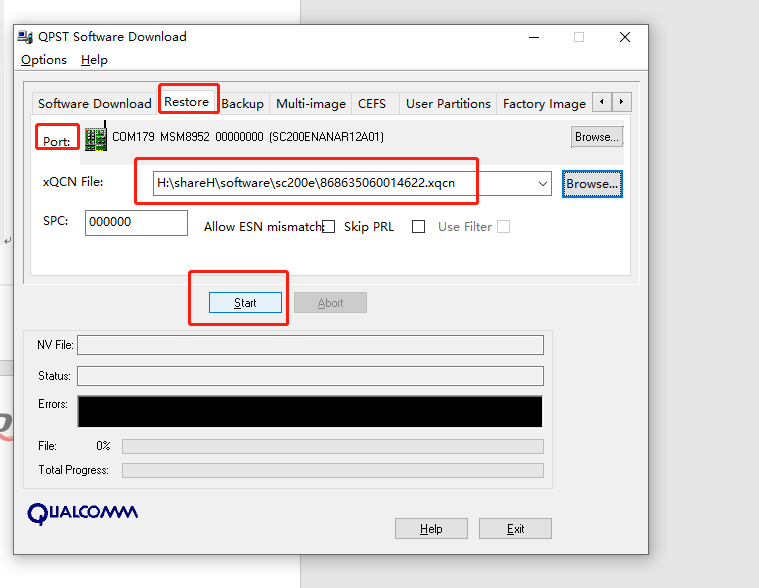 QPST Software Download
Options Help
Software Download Restore Backup Multi-image CEFS User Partitions Factory Image
Port: COM179 MSM8952 00000000 (SC200ENANAR12A01) Browse...
xQCN File: H:\shareH\software\sc200e\868635060014622.xqcn Browse...
SPC: 000000 Allow ESN mismatch: Skip PRL Use Filter
Start Abort
NV File:
Status:
Errors:
File: 0%
Total Progress:
QUALCOMM
Help Exit